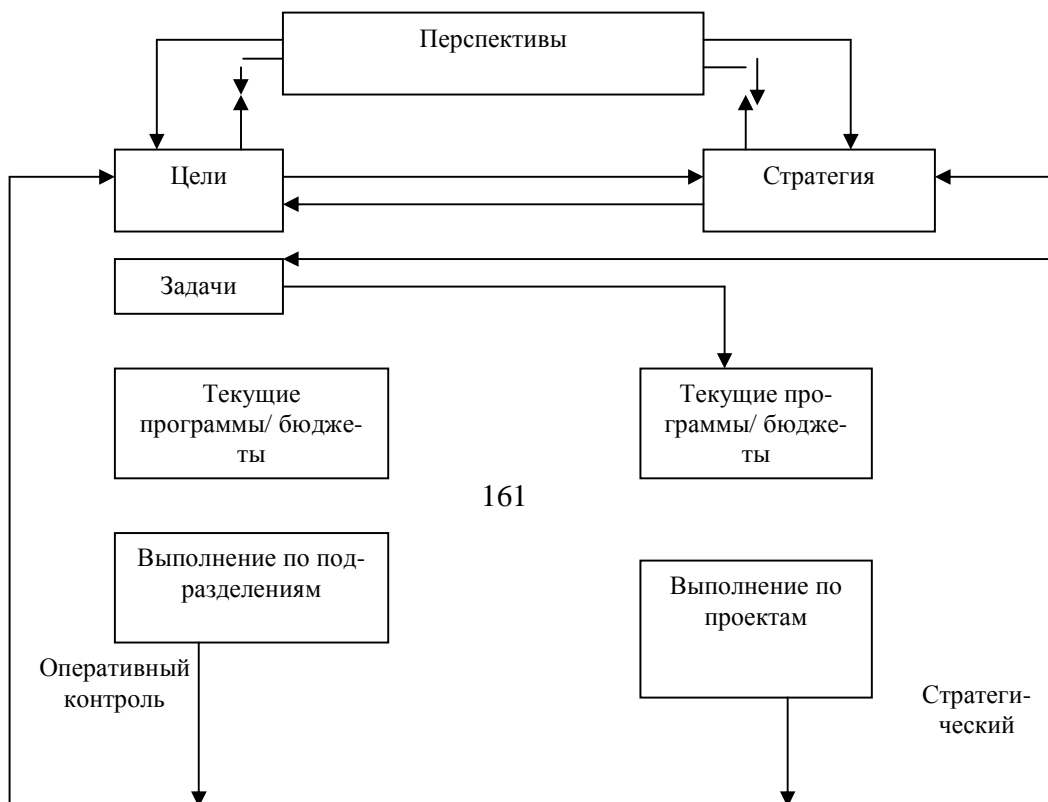 Перспективы
Цели
Стратегия
Задачи
Текущие
программы/ бюдже-
ты
Текущие про-
граммы/ бюдже-
ты
161
Выполнение по под-
разделениям
Выполнение по
проектам
Оперативный
контроль
Стратеги-
ческий